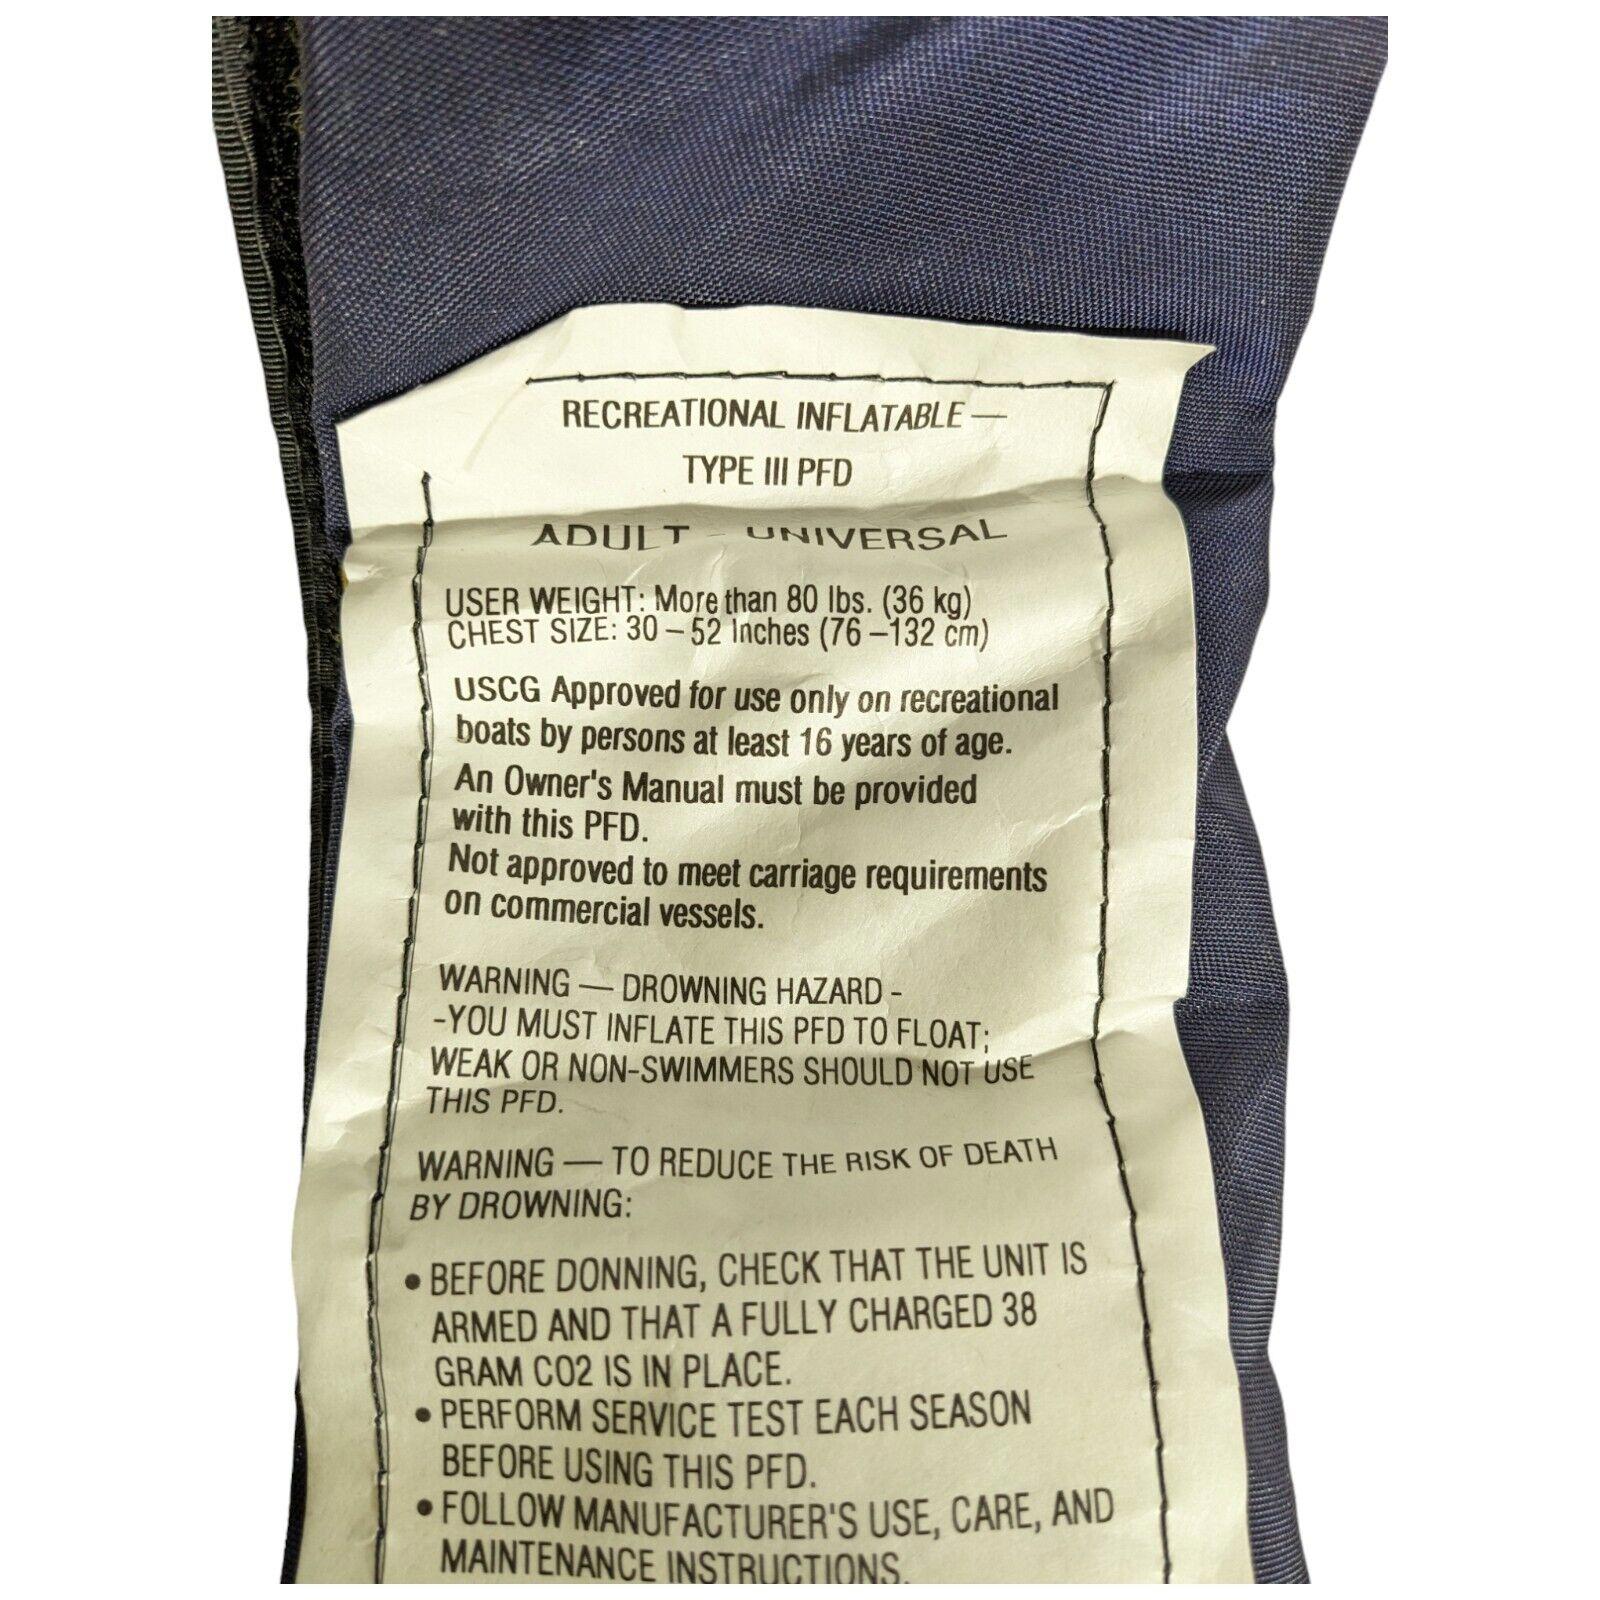 RECREATIONAL INFLATABLE —
TYPE III PFD
ADULT - UNIVERSAL
USER WEIGHT: More than 80 lbs. (36 kg)
CHEST SIZE: 30 – 52 Inches (76 –132 cm)
USCG Approved for use only on recreational
boats by persons at least 16 years of age.
An Owner's Manual must be provided
with this PFD.
Not approved to meet carriage requirements
on commercial vessels.
WARNING — DROWNING HAZARD -
-YOU MUST INFLATE THIS PFD TO FLOAT;
WEAK OR NON-SWIMMERS SHOULD NOT USE
THIS PFD.
WARNING — TO REDUCE THE RISK OF DEATH
BY DROWNING:
• BEFORE DONNING, CHECK THAT THE UNIT IS
ARMED AND THAT A FULLY CHARGED 38
GRAM CO2 IS IN PLACE.
• PERFORM SERVICE TEST EACH SEASON
BEFORE USING THIS PFD.
• FOLLOW MANUFACTURER'S USE, CARE, AND
MAINTENANCE INSTRUCTIONS.